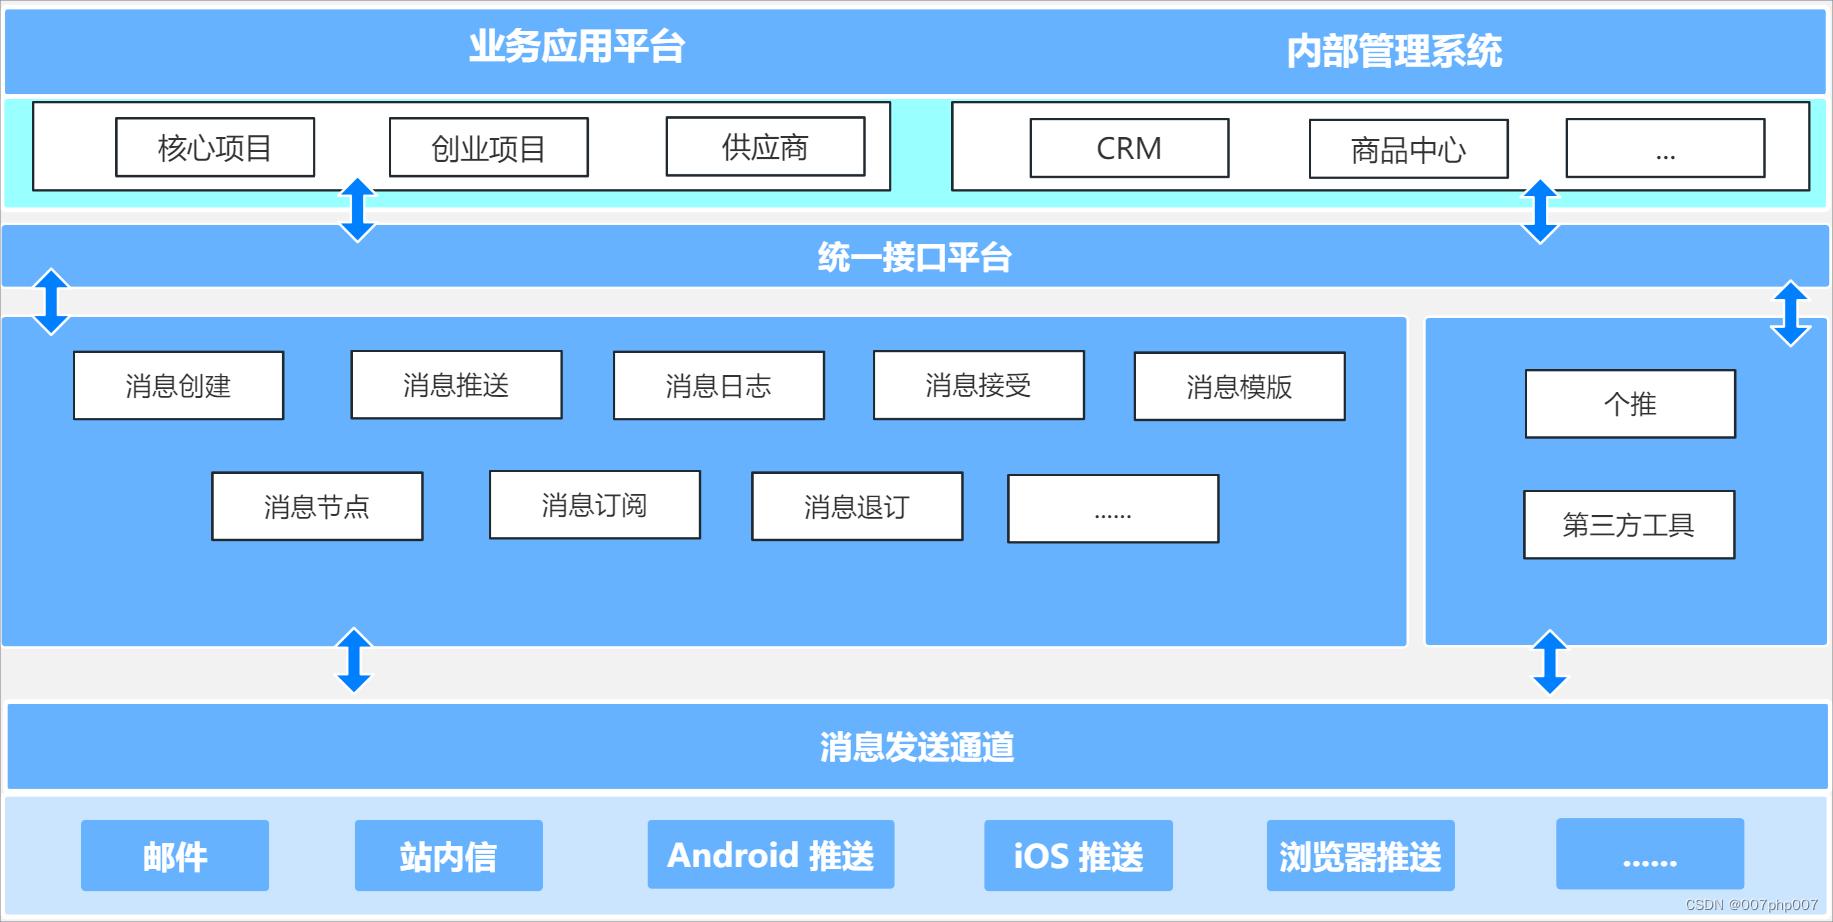 业务应用平台
内部管理系统
核心项目
创业项目
供应商
CRM
商品中心
...
统一接口平台
消息创建
消息推送
消息日志
消息接受
消息模版
个推
消息节点
消息订阅
消息退订
......
第三方工具
消息发送通道
邮件
站内信
Android 推送
iOS 推送
浏览器推送
......
CSDN @007php007